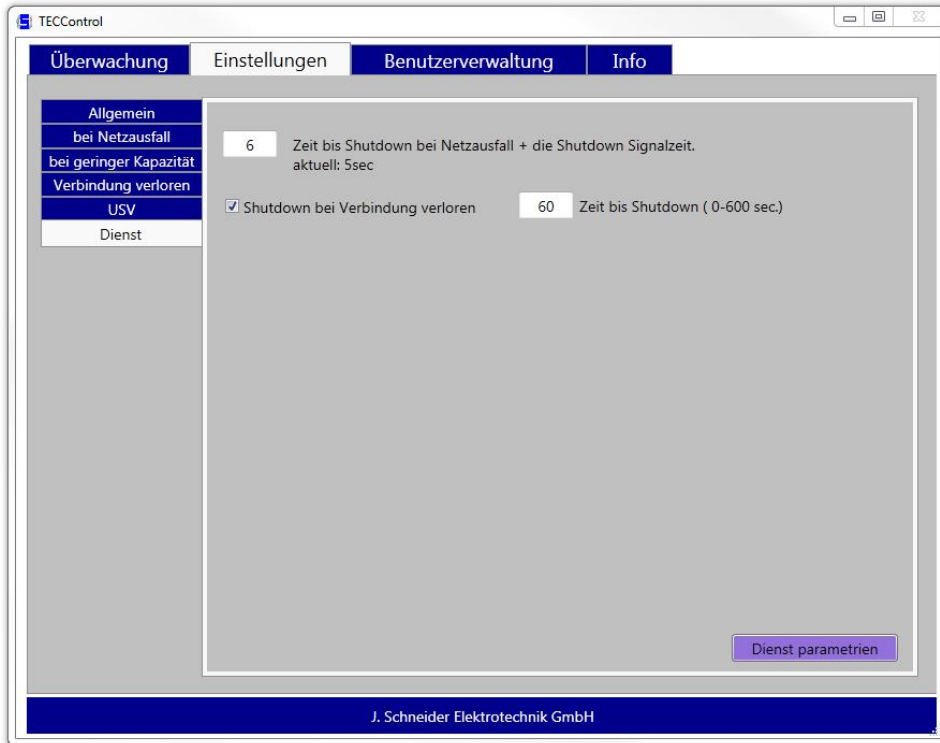 TECControl
Überwachung Einstellungen Benutzerverwaltung Info
Allgemein
bei Netzausfall
bei geringer Kapazität
Verbindung verloren
USV
Dienst
6 Zeit bis Shutdown bei Netzausfall + die Shutdown Signalzeit.
aktuell: 5sec
Shutdown bei Verbindung verloren 60 Zeit bis Shutdown ( 0-600 sec.)
Dienst parametrien
J. Schneider Elektrotechnik GmbH